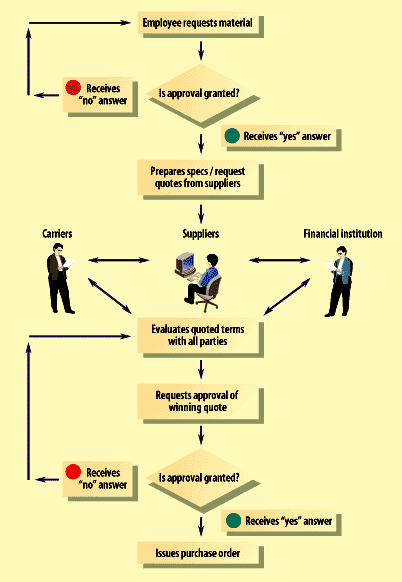 Employee requests material
Is approval granted?
Receives
"no" answer
Receives "yes" answer
Prepares specs / request
quotes from suppliers
Carriers
Suppliers
Financial institution
Evaluates quoted terms
with all parties
Requests approval of
winning quote
Is approval granted?
Receives
"no" answer
Receives "yes" answer
Issues purchase order